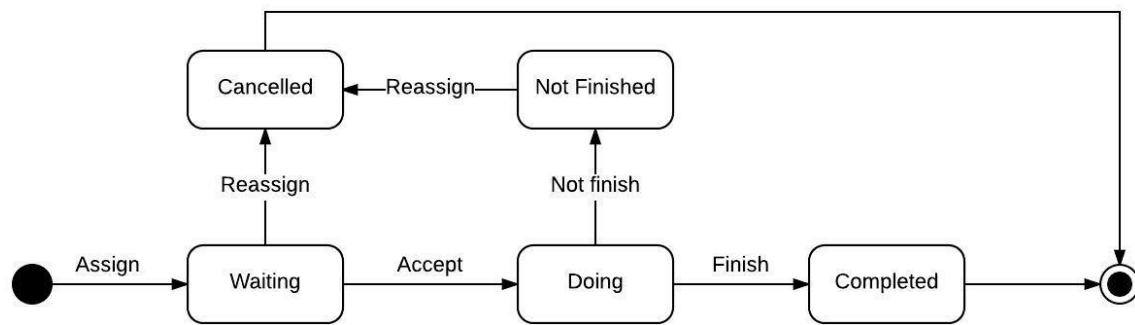 Cancelled
Reassign
Not Finished
Reassign
Not finish
Assign
Waiting
Accept
Doing
Finish
Completed